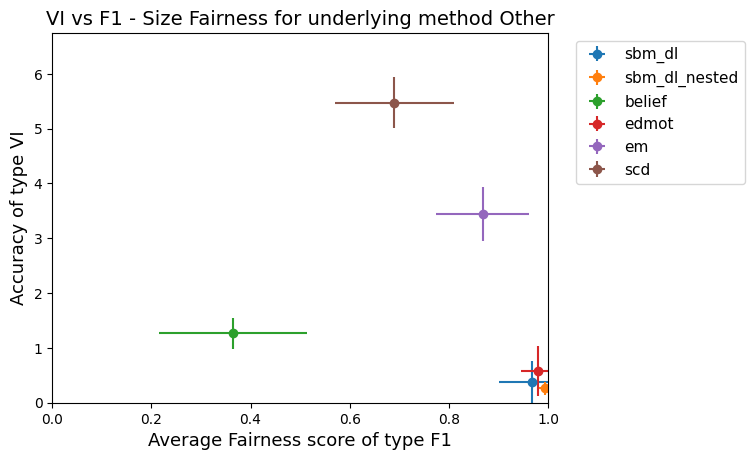 VI vs F1 - Size Fairness for underlying method Other
sbm_dl
sbm_dl_nested
belief
edmot
em
scd
Accuracy of type VI
6
5
4
3
2
1
0
0.0 0.2 0.4 0.6 0.8 1.0
Average Fairness score of type F1